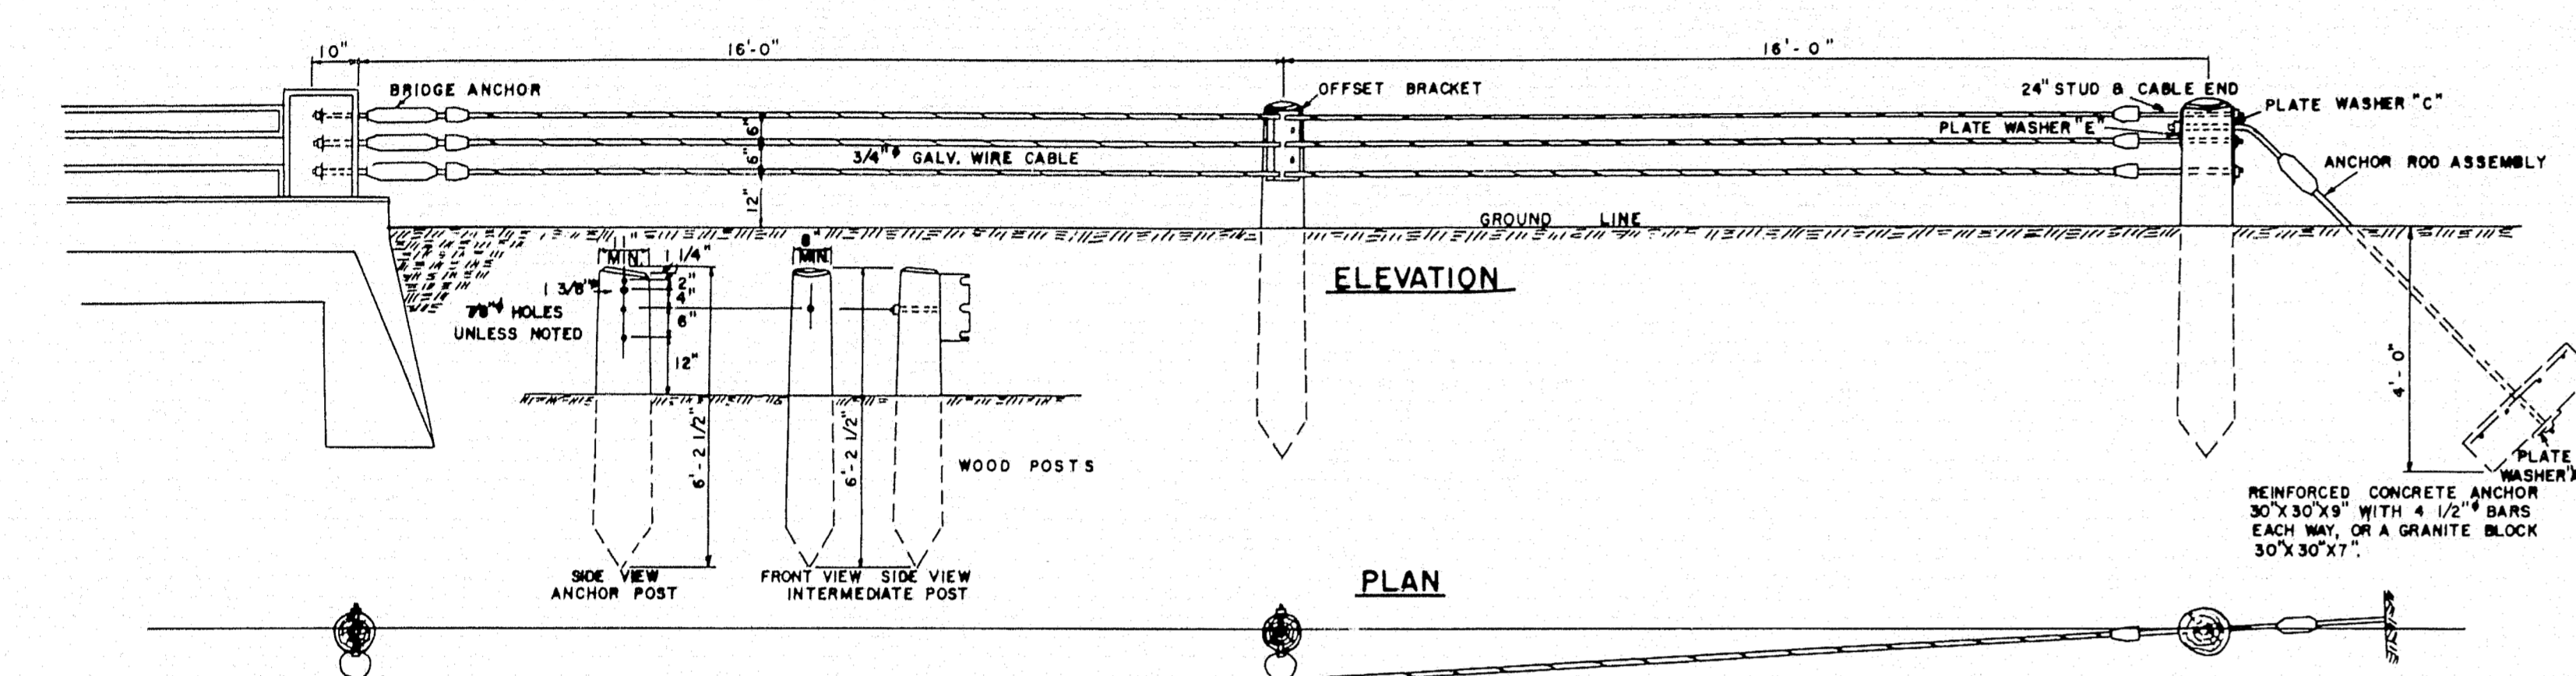 10"
16'-0"
16'-0"
BRIDGE ANCHOR
OFFSET BRACKET
24" STUD & CABLE END
PLATE WASHER "C"
PLATE WASHER "E"
6"
6"
3/4"ϕ GALV. WIRE CABLE
ANCHOR ROD ASSEMBLY
12"
GROUND LINE
11"
MIN.
1 1/4"
8"
MIN.
ELEVATION
1 3/8"ϕ
2"
4"
7/8"ϕ HOLES
UNLESS NOTED
6"
12"
4'-0"
6'-2 1/2"
6'-2 1/2"
WOOD POSTS
PLATE
REINFORCED CONCRETE ANCHOR
30"X30"X9" WITH 4 1/2"ϕ BARS
EACH WAY, OR A GRANITE BLOCK
30"X30"X7".
SIDE VIEW
ANCHOR POST
FRONT VIEW SIDE VIEW
INTERMEDIATE POST
PLAN